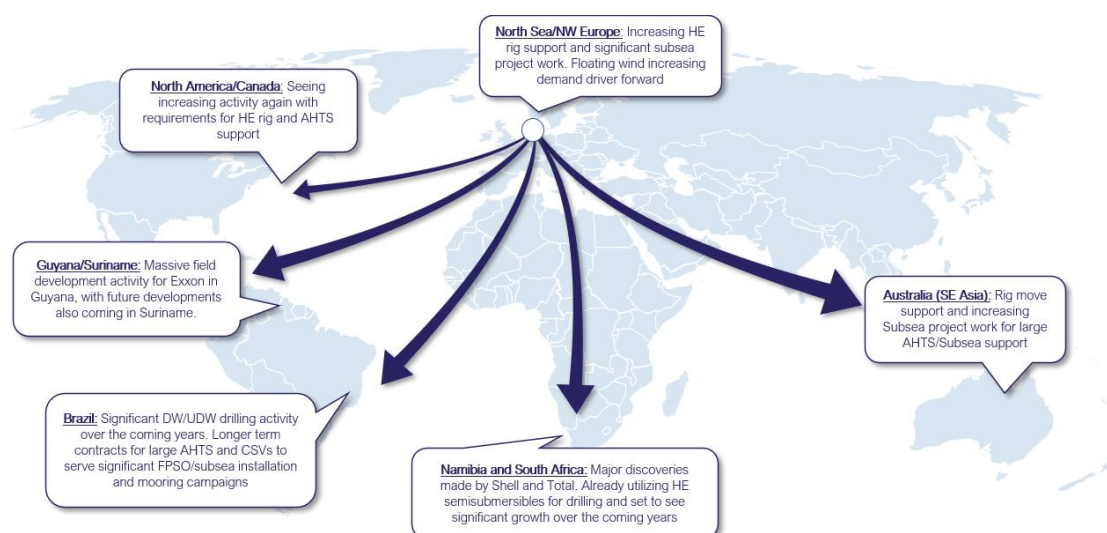 North Sea/NW Europe: Increasing HE
rig support and significant subsea
project work. Floating wind increasing
demand driver forward
North America/Canada: Seeing
increasing activity again with
requirements for HE rig and AHTS
support
Guyana/Suriname: Massive field
development activity for Exxon in
Guyana, with future developments
also coming in Suriname.
Australia (SE Asia): Rig move
support and increasing
Subsea project work for large
AHTS/Subsea support
Brazil: Significant DW/UDW drilling activity
over the coming years. Longer term
contracts for large AHTS and CSVs to
serve significant FPSO/subsea installation
and mooring campaigns
Namibia and South Africa: Major discoveries
made by Shell and Total. Already utilizing HE
semisubmersibles for drilling and set to see
significant growth over the coming years